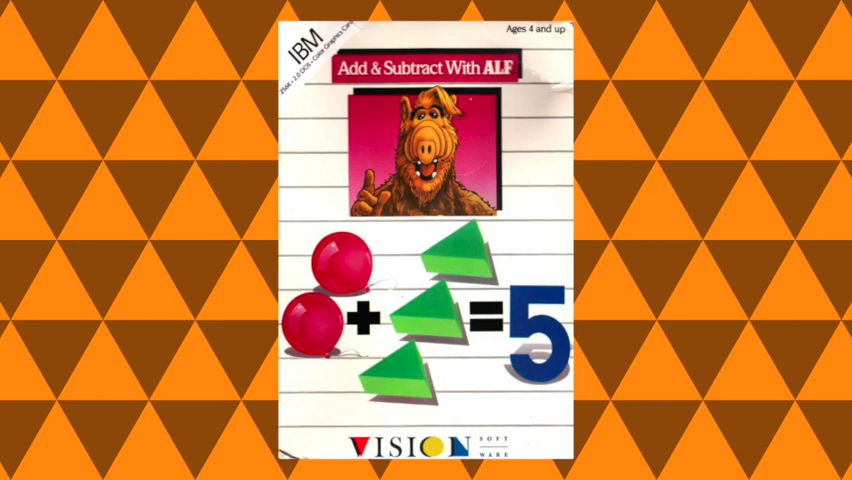 Ages 4 and up
IBM
256K • 2.0 DOS • Color Graphics Card
Add & Subtract With ALF
+ = 5
VISION SOFT
WARE